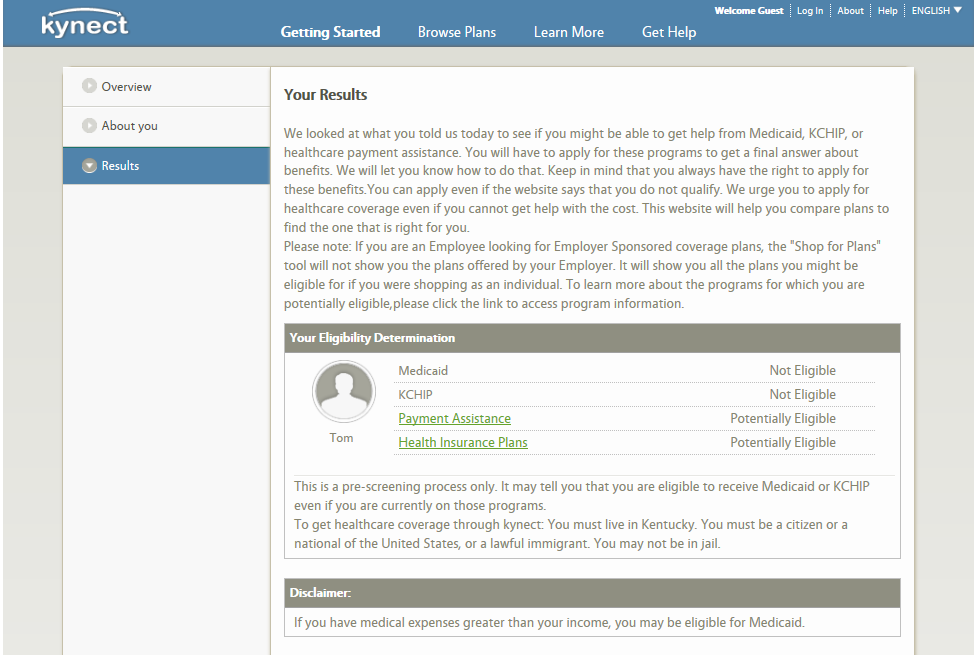 kynect
Welcome Guest Log In About Help ENGLISH
Getting Started Browse Plans Learn More Get Help
Overview
About you
Results
Your Results
We looked at what you told us today to see if you might be able to get help from Medicaid, KCHIP, or
healthcare payment assistance. You will have to apply for these programs to get a final answer about
benefits. We will let you know how to do that. Keep in mind that you always have the right to apply for
these benefits.You can apply even if the website says that you do not qualify. We urge you to apply for
healthcare coverage even if you cannot get help with the cost. This website will help you compare plans to
find the one that is right for you.
Please note: If you are an Employee looking for Employer Sponsored coverage plans, the "Shop for Plans"
tool will not show you the plans offered by your Employer. It will show you all the plans you might be
eligible for if you were shopping as an individual. To learn more about the programs for which you are
potentially eligible,please click the link to access program information.
Your Eligibility Determination
Medicaid Not Eligible
KCHIP Not Eligible
Payment Assistance Potentially Eligible
Health Insurance Plans Potentially Eligible
Tom
This is a pre-screening process only. It may tell you that you are eligible to receive Medicaid or KCHIP
even if you are currently on those programs.
To get healthcare coverage through kynect: You must live in Kentucky. You must be a citizen or a
national of the United States, or a lawful immigrant. You may not be in jail.
Disclaimer:
If you have medical expenses greater than your income, you may be eligible for Medicaid.